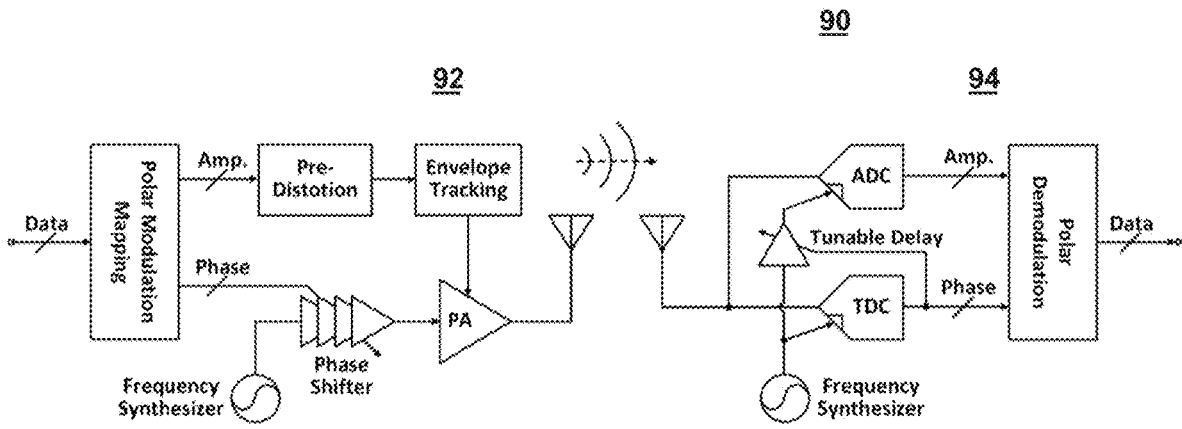 90
92
94
Data
Polar Modulation
Mapping
Amp.
Pre-
Distotion
Envelope
Tracking
Phase
Phase
Shifter
PA
Frequency
Synthesizer
ADC
Amp.
Tunable Delay
TDC
Phase
Polar
Demodulation
Data
Frequency
Synthesizer